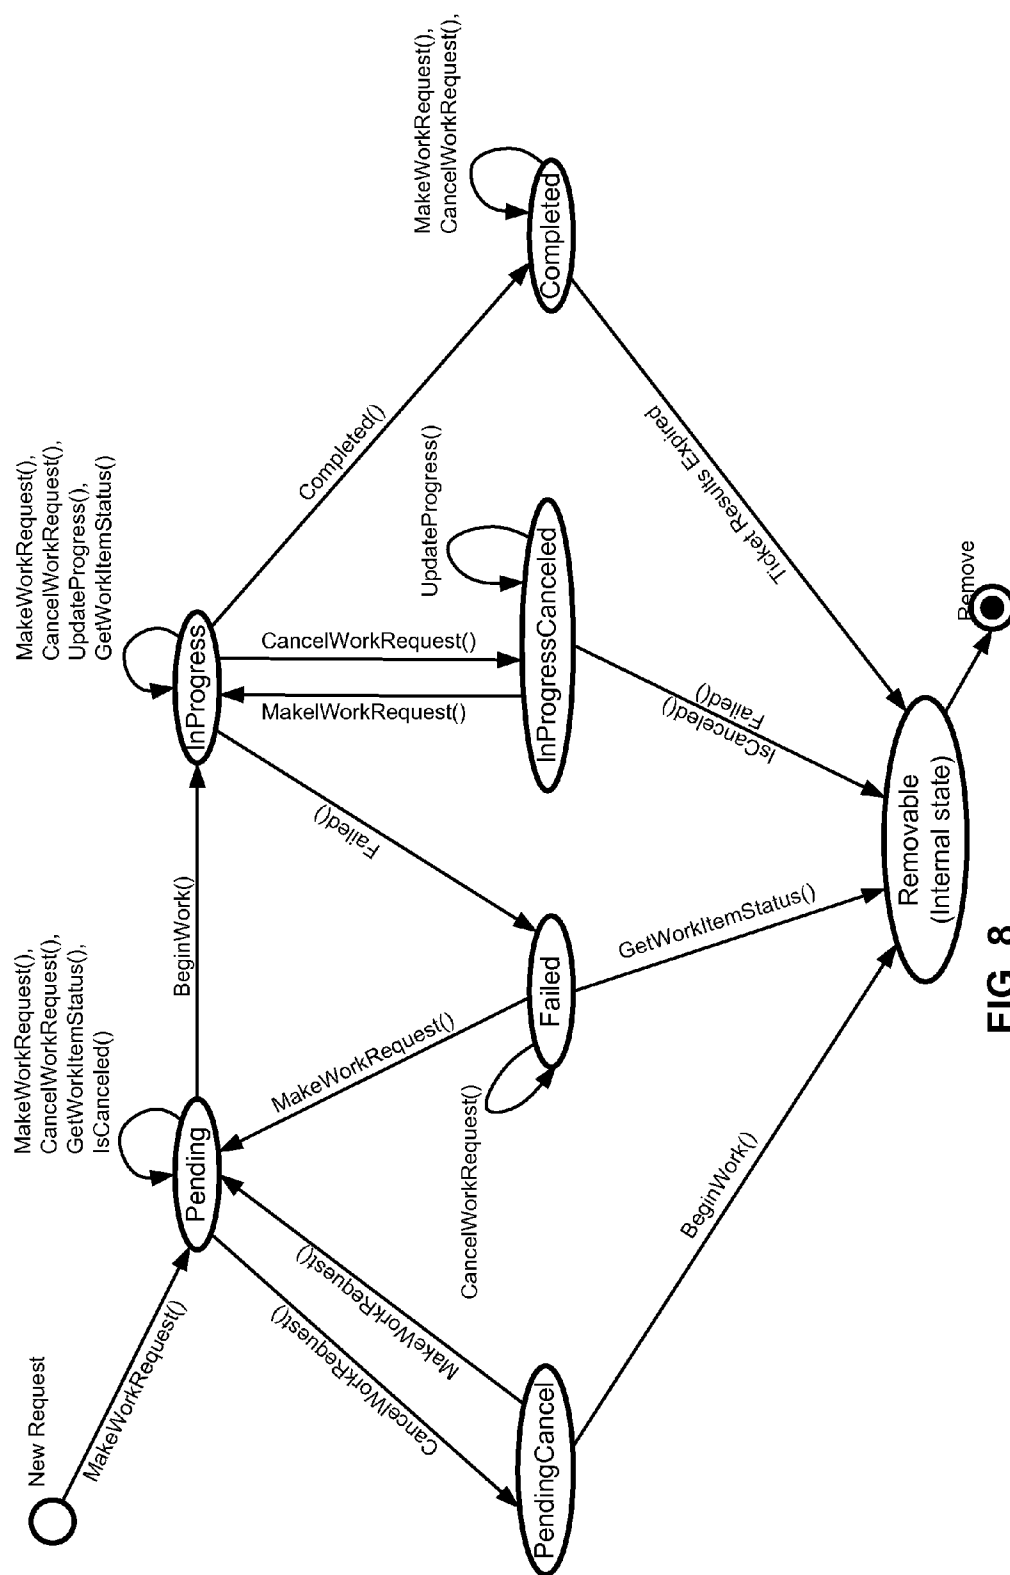 New Request
MakeWorkRequest()
MakeWorkRequest(),
CancelWorkRequest(),
GetWorkItemStatus(),
IsCanceled()
Pending
BeginWork()
MakeWorkRequest(),
CancelWorkRequest(),
UpdateProgress(),
GetWorkItemStatus()
InProgress
CancelWorkRequest()
MakeWorkRequest()
MakeWorkRequest()
Failed()
MakelWorkRequest()
CancelWorkRequest()
Completed()
MakeWorkRequest(),
CancelWorkRequest(),
PendingCancel
CancelWorkRequest()
Failed
UpdateProgress()
InProgressCanceled
Completed
BeginWork()
GetWorkItemStatus()
IsCanceled()
Failed()
Ticket Results Expired
Removable
(Internal state)
Remove
FIG. 8